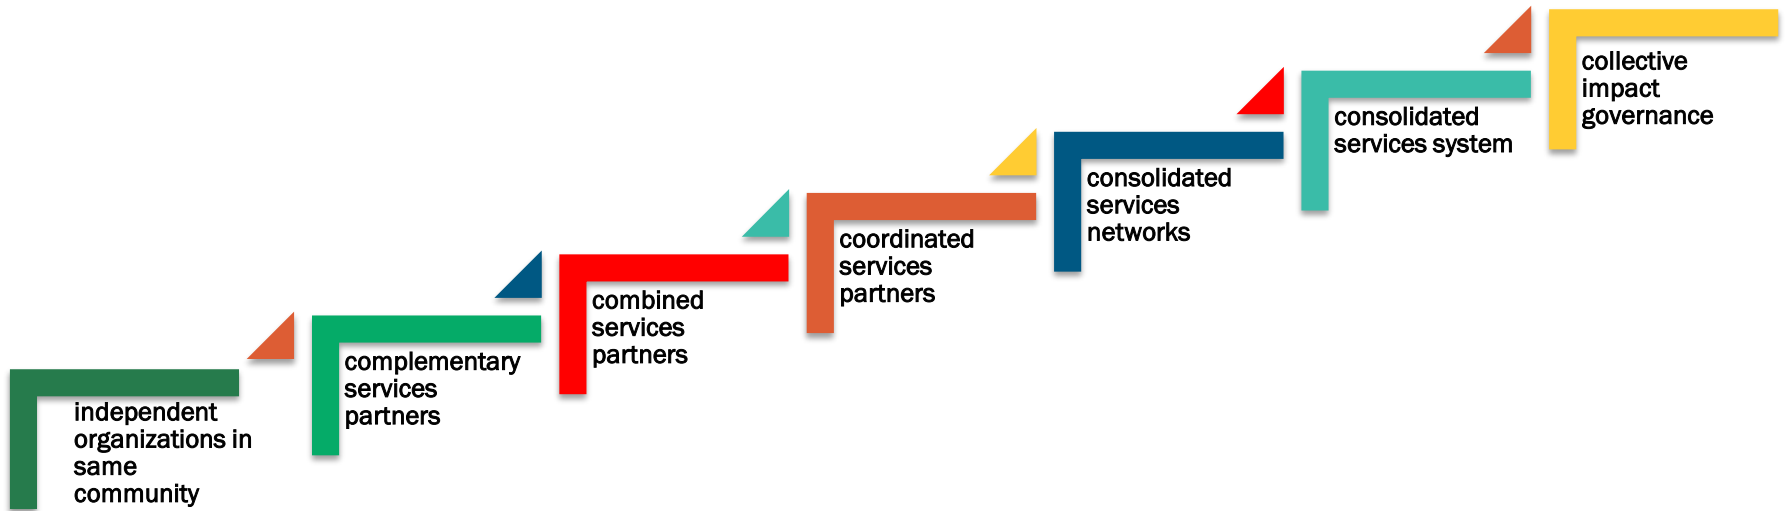 independent
organizations in
same
community
complementary
services
partners
combined
services
partners
coordinated
services
partners
consolidated
services
networks
consolidated
services system
collective
impact
governance